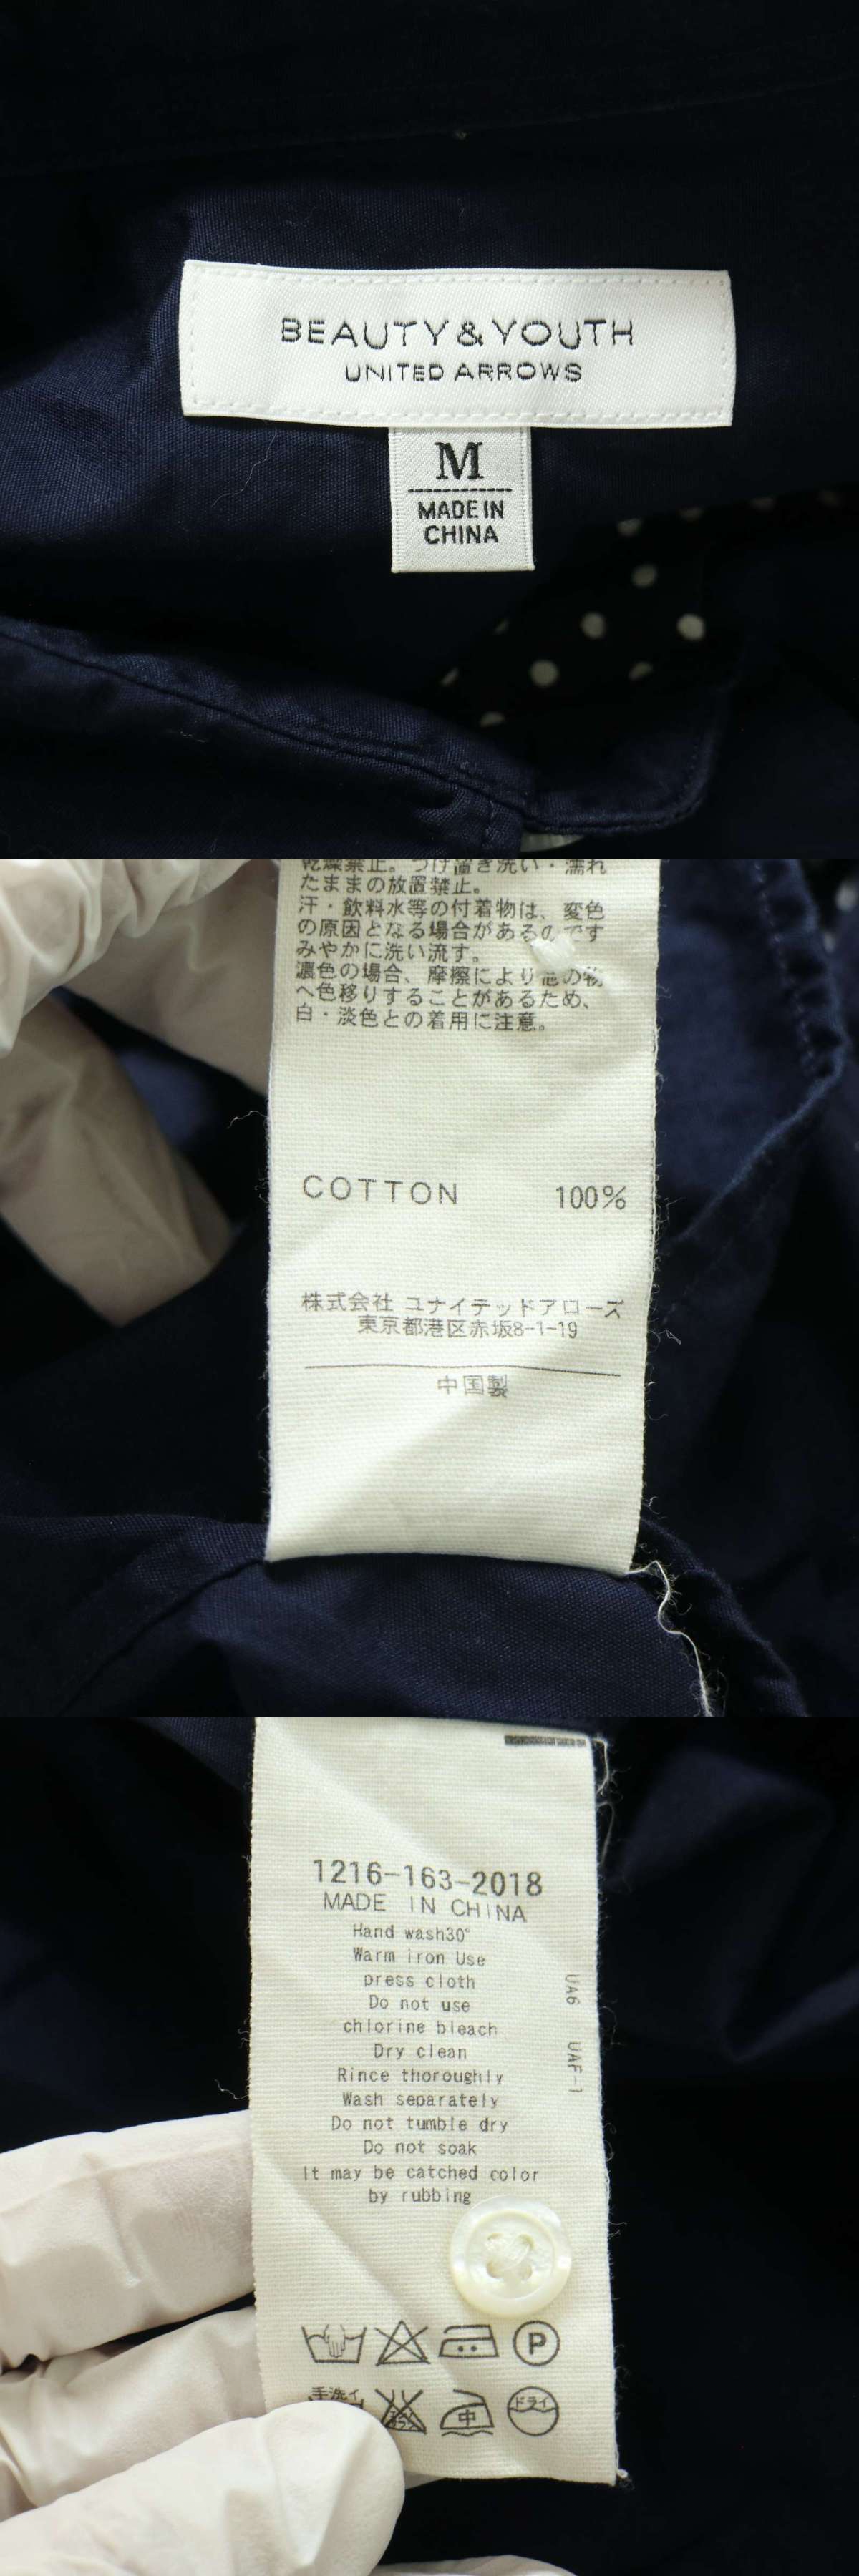 BEAUTY&YOUTH
UNITED ARROWS
M
MADE IN
CHINA
乾燥禁止。つけ置き洗い・濡れ
たままの放置禁止。
汗・飲料水等の付着物は、変色
の原因となる場合があるのです
みやかに洗い流す。
濃色の場合、摩擦により他の物
へ色移りすることがあるため、
白・淡色との着用に注意。
COTTON 100%
株式会社 ユナイテッドアローズ
東京都港区赤坂8-1-19
中国製
1216-163-2018
MADE IN CHINA
Hand wash30°
Warm iron Use
press cloth
Do not use
chlorine bleach
Dry clean
Rince thoroughly
Wash separately
Do not tumble dry
Do not soak
It may be catched color
by rubbing
UA6 UAF-1
P
手洗イ
中
ドライ